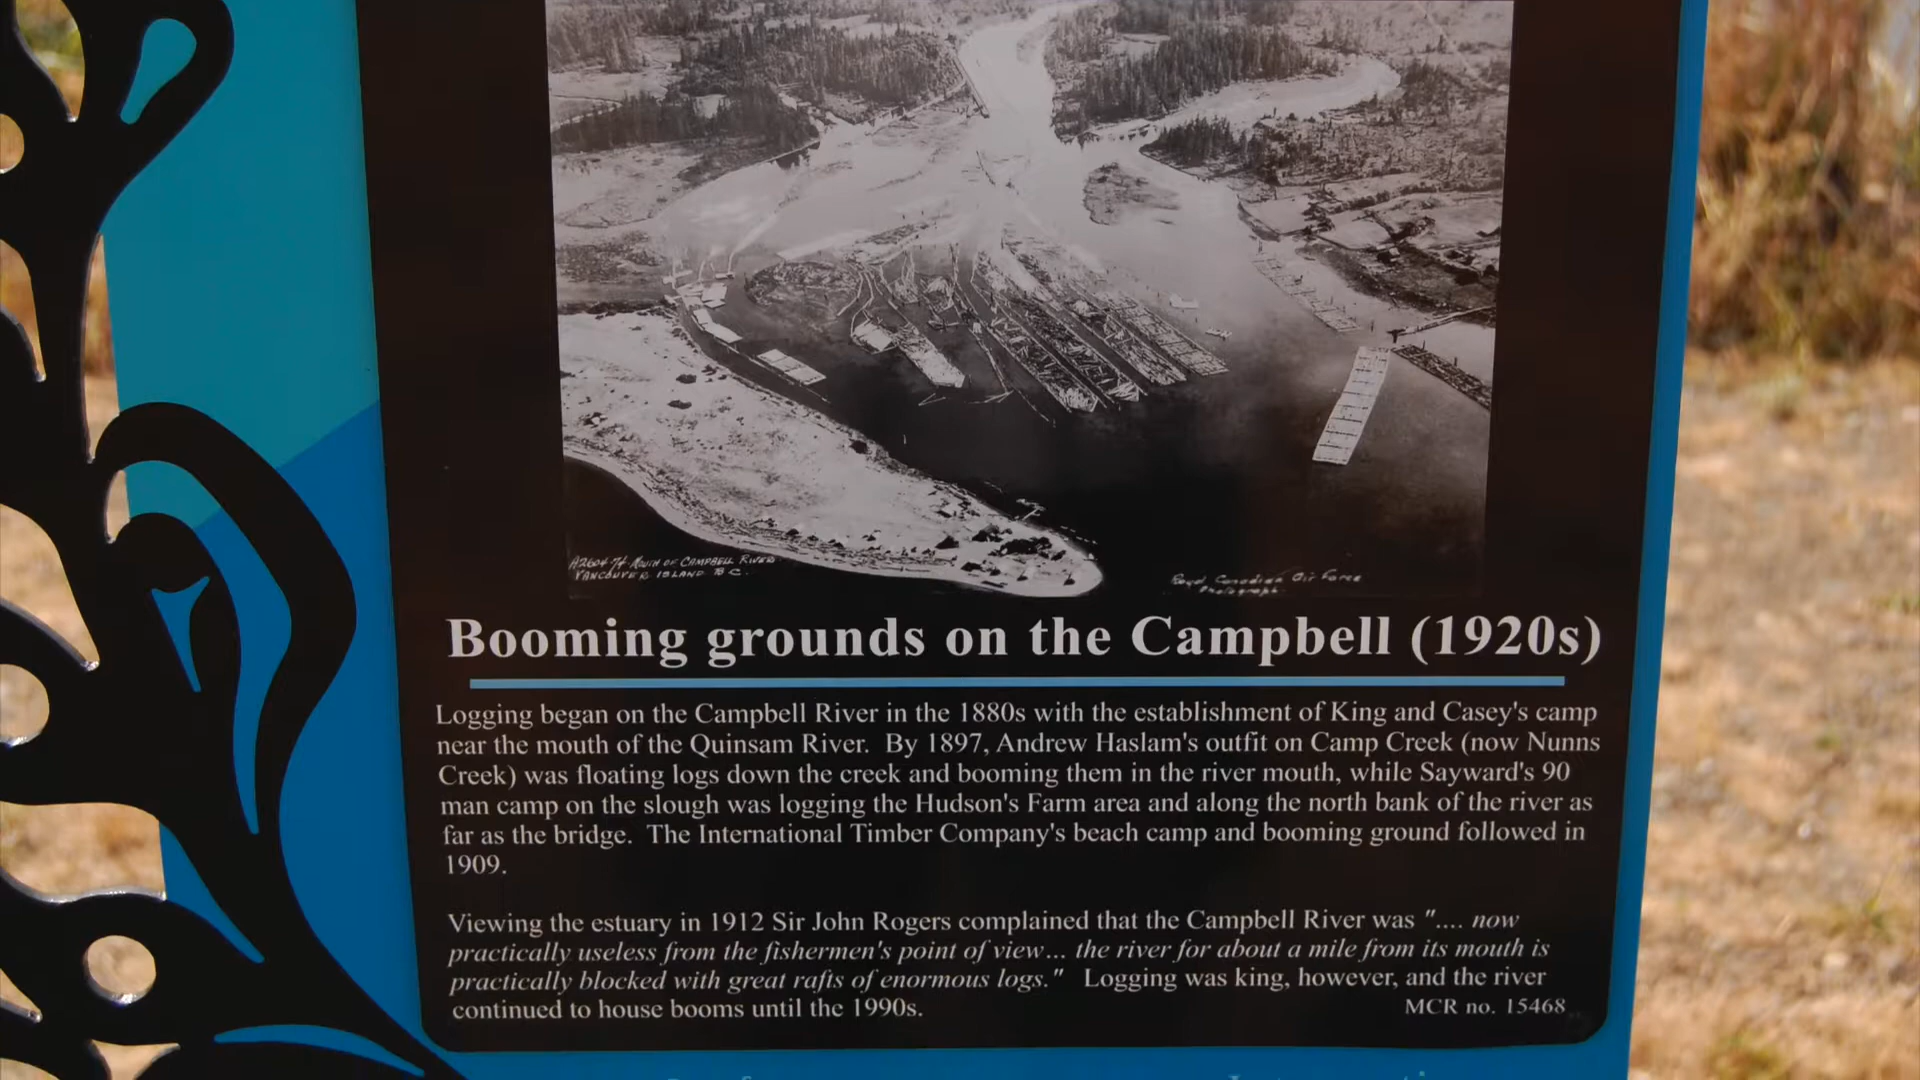 A2604-74 Mouth of Campbell River
Vancouver Island B.C.
Royal Canadian Air Force
Photograph.
Booming grounds on the Campbell (1920s)
Logging began on the Campbell River in the 1880s with the establishment of King and Casey's camp
near the mouth of the Quinsam River.  By 1897, Andrew Haslam's outfit on Camp Creek (now Nunns
Creek) was floating logs down the creek and booming them in the river mouth, while Sayward's 90
man camp on the slough was logging the Hudson's Farm area and along the north bank of the river as
far as the bridge.  The International Timber Company's beach camp and booming ground followed in
1909.
Viewing the estuary in 1912 Sir John Rogers complained that the Campbell River was ".... now
practically useless from the fishermen's point of view... the river for about a mile from its mouth is
practically blocked with great rafts of enormous logs."  Logging was king, however, and the river
continued to house booms until the 1990s.
MCR no. 15468